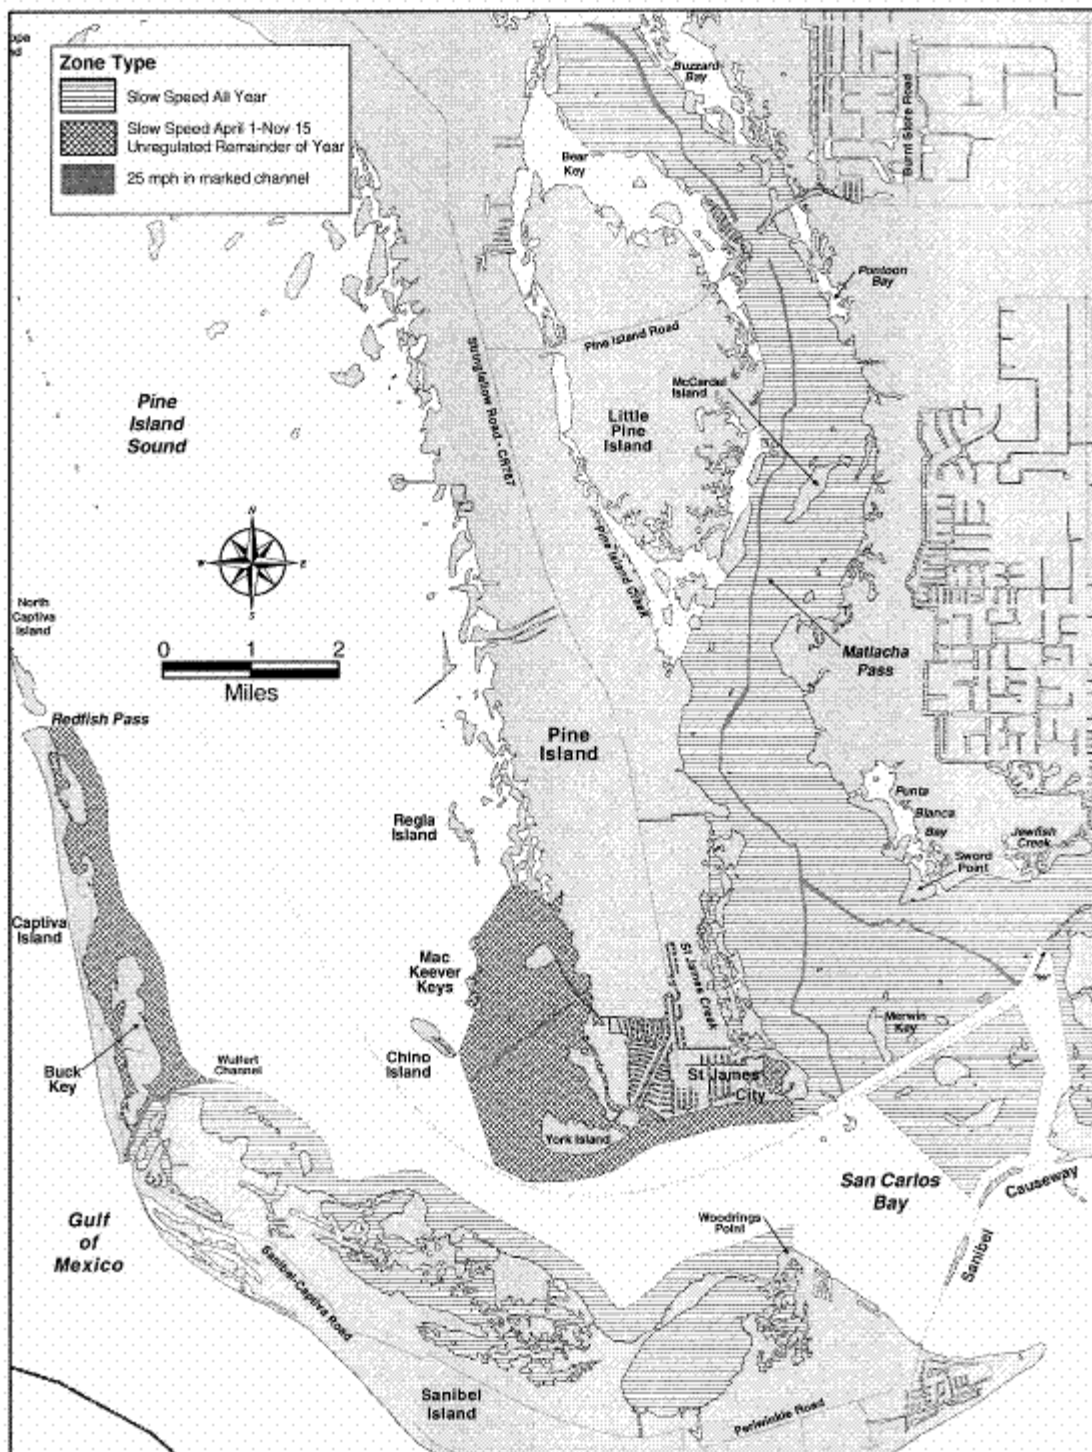 Zone Type
Slow Speed All Year
Slow Speed April 1-Nov 15
Unregulated Remainder of Year
25 mph in marked channel
Buzzard
Bay
Burnt Store Road
Bear
Key
Pontoon
Bay
Pine Island Road
Stringfellow Road - CR767
McCardel
Island
Pine
Island
Sound
Little
Pine
Island
N
W
E
S
Pine Island Creek
North
Captiva
Island
0
1
2
Miles
Matlacha
Pass
Redfish Pass
Pine
Island
Punta
Blanca
Bay
Jewfish
Creek
Sword
Point
Regla
Island
Captiva
Island
Mac
Keever
Keys
St James Creek
Merwin
Key
Buck
Key
Wulfert
Channel
Chino
Island
St James
City
York Island
San Carlos
Bay
Causeway
Sanibel
Woodrings
Point
Gulf
of
Mexico
Sanibel-Captiva Road
Sanibel
Island
Periwinkle Road